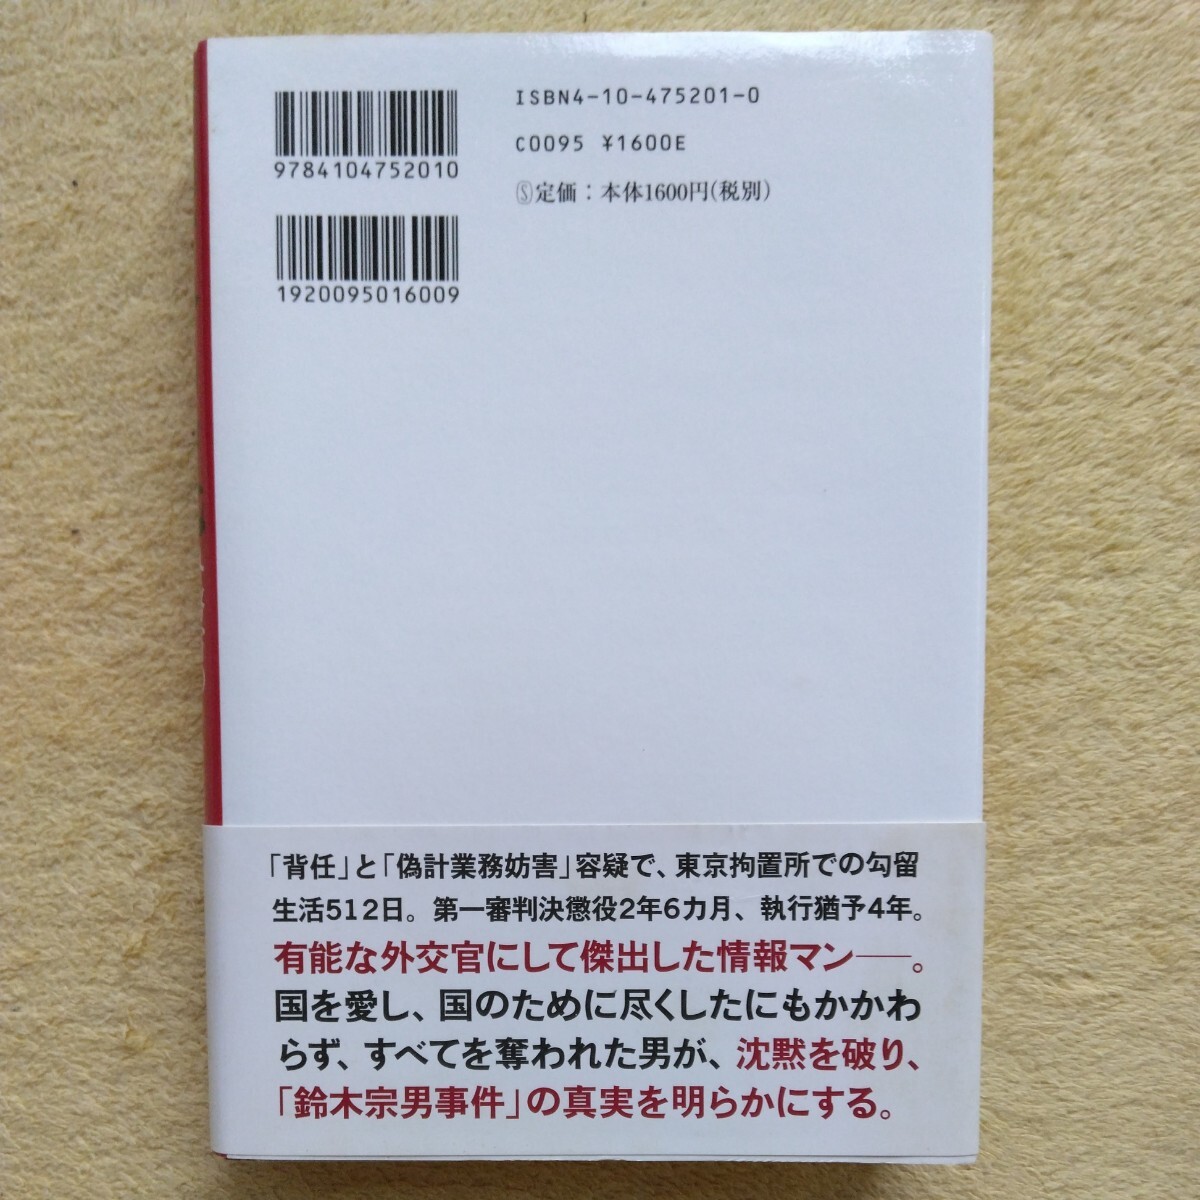 ISBN4-10-475201-0
C0095 ¥1600E
Ⓢ定価：本体1600円（税別）
9784104752010
1920095016009
「背任」と「偽計業務妨害」容疑で、東京拘置所での勾留
生活512日。第一審判決懲役2年6カ月、執行猶予4年。
有能な外交官にして傑出した情報マン――。
国を愛し、国のために尽くしたにもかかわ
らず、すべてを奪われた男が、沈黙を破り、
「鈴木宗男事件」の真実を明らかにする。